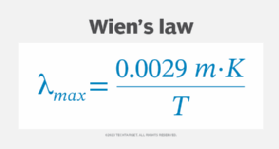 Wien's law
λmax = 0.0029 m·K / T